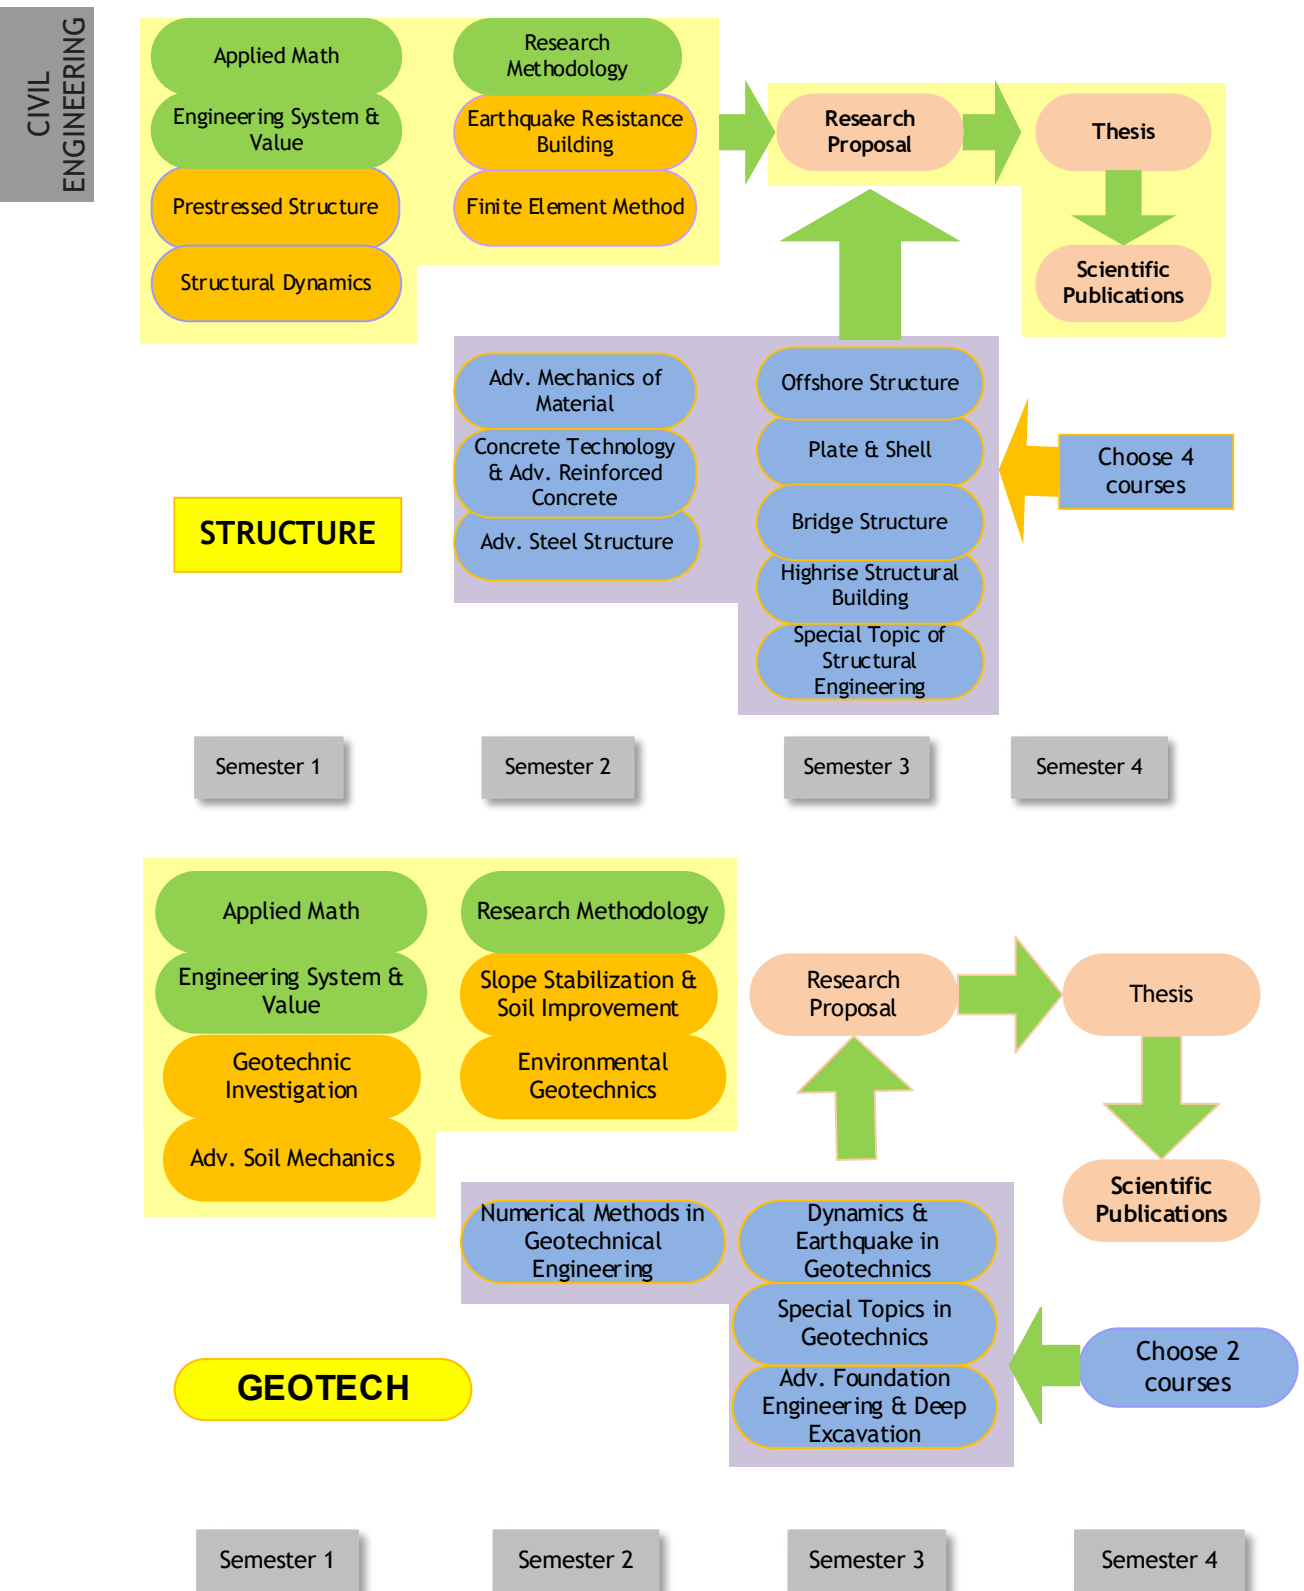 CIVIL
ENGINEERING
Applied Math
Engineering System &
Value
Prestressed Structure
Structural Dynamics
Research
Methodology
Earthquake Resistance
Building
Finite Element Method
Research
Proposal
Thesis
Scientific
Publications
Adv. Mechanics of
Material
Concrete Technology
& Adv. Reinforced
Concrete
Adv. Steel Structure
Offshore Structure
Plate & Shell
Bridge Structure
Highrise Structural
Building
Special Topic of
Structural
Engineering
Choose 4
courses
STRUCTURE
Semester 1
Semester 2
Semester 3
Semester 4
Applied Math
Engineering System &
Value
Geotechnic
Investigation
Adv. Soil Mechanics
Research Methodology
Slope Stabilization &
Soil Improvement
Environmental
Geotechnics
Research
Proposal
Thesis
Scientific
Publications
Numerical Methods in
Geotechnical
Engineering
Dynamics &
Earthquake in
Geotechnics
Special Topics in
Geotechnics
Adv. Foundation
Engineering & Deep
Excavation
Choose 2
courses
GEOTECH
Semester 1
Semester 2
Semester 3
Semester 4